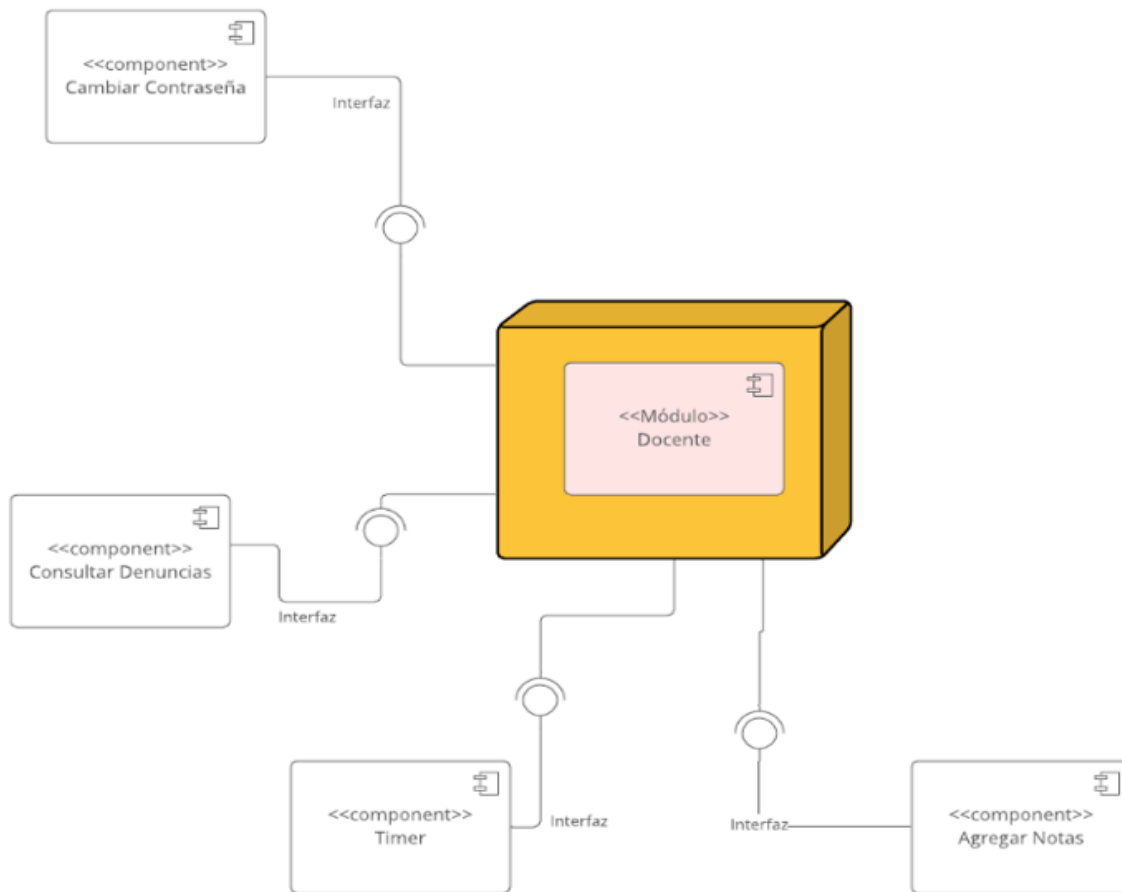 <<component>>
Cambiar Contraseña
Interfaz
<<Módulo>>
Docente
<<component>>
Consultar Denuncias
Interfaz
<<component>>
Timer
Interfaz
Interfaz
<<component>>
Agregar Notas